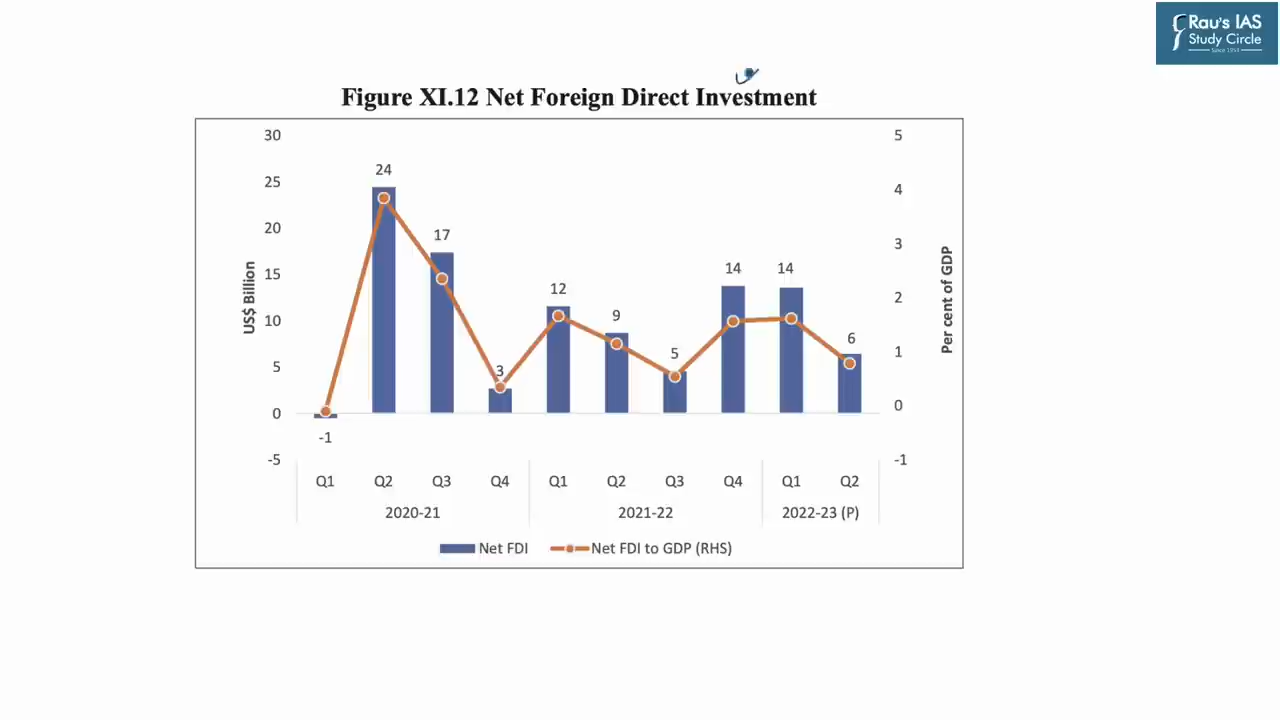 Rau's IAS
Study Circle
Since 1953
Figure XI.12 Net Foreign Direct Investment
30
25
20
15
10
5
0
-5
US$ Billion
5
4
3
2
1
0
-1
Per cent of GDP
-1
24
17
3
12
9
5
14
14
6
Q1 Q2 Q3 Q4 Q1 Q2 Q3 Q4 Q1 Q2
2020-21 2021-22 2022-23 (P)
Net FDI Net FDI to GDP (RHS)